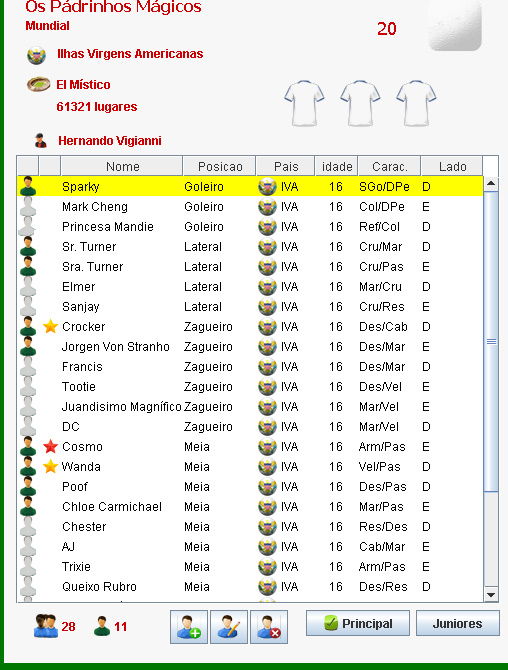 Os Pádrinhos Mágicos
Mundial
20
Ilhas Virgens Americanas
El Místico
61321 lugares
Hernando Vigianni
Nome Posicao Pais idade Carac. Lado
Sparky Goleiro IVA 16 SGo/DPe D
Mark Cheng Goleiro IVA 16 Col/DPe E
Princesa Mandie Goleiro IVA 16 Ref/Col D
Sr. Turner Lateral IVA 16 Cru/Mar D
Sra. Turner Lateral IVA 16 Cru/Pas E
Elmer Lateral IVA 16 Mar/Cru D
Sanjay Lateral IVA 16 Cru/Res E
Crocker Zagueiro IVA 16 Des/Cab D
Jorgen Von Stranho Zagueiro IVA 16 Des/Mar E
Francis Zagueiro IVA 16 Des/Mar D
Tootie Zagueiro IVA 16 Des/Vel E
Juandisimo Magnífico Zagueiro IVA 16 Mar/Vel E
DC Zagueiro IVA 16 Mar/Vel D
Cosmo Meia IVA 16 Arm/Pas E
Wanda Meia IVA 16 Vel/Pas D
Poof Meia IVA 16 Des/Pas D
Chloe Carmichael Meia IVA 16 Mar/Pas E
Chester Meia IVA 16 Res/Des D
AJ Meia IVA 16 Cab/Mar E
Trixie Meia IVA 16 Arm/Pas E
Queixo Rubro Meia IVA 16 Des/Res D
28 11 Principal Juniores